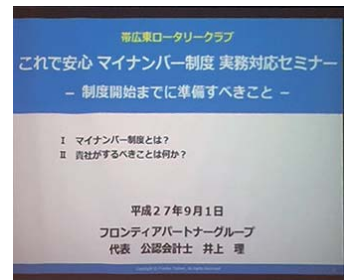 帯広東ロータリークラブ
これで安心 マイナンバー制度 実務対応セミナー
－ 制度開始までに準備すべきこと －
Ⅰ マイナンバー制度とは？
Ⅱ 貴社がするべきことは何か？
平成２７年９月１日
フロンティアパートナーグループ
代表 公認会計士 井上 理